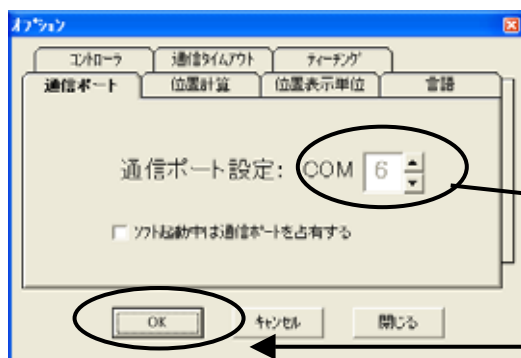 オプション
コントローラ 通信タイムアウト ティーチング
通信ポート 位置計算 位置表示単位 言語
通信ポート設定: COM 6
ソフト起動中は通信ポートを占有する
OK キャンセル 閉じる